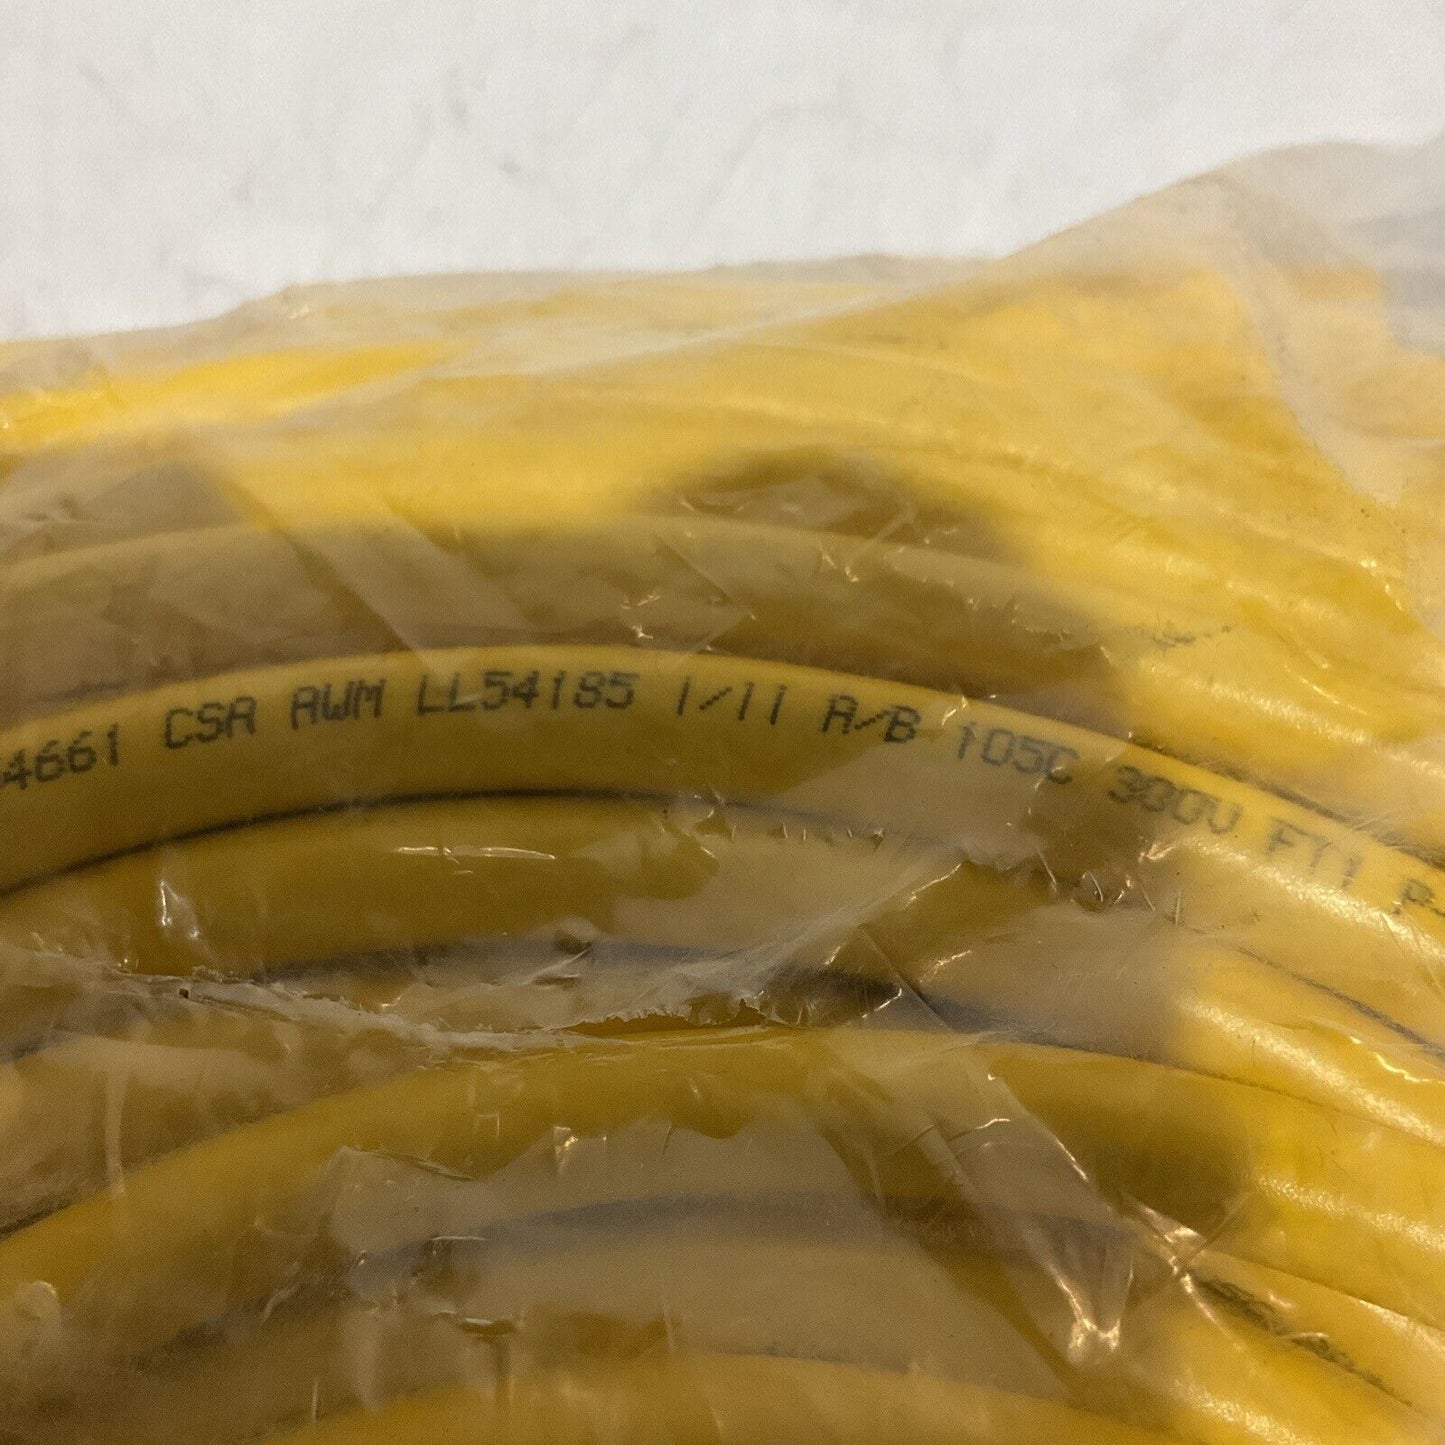 4661 CSA AWM LL54185 I/II A/B 105C 300V FT1 P-